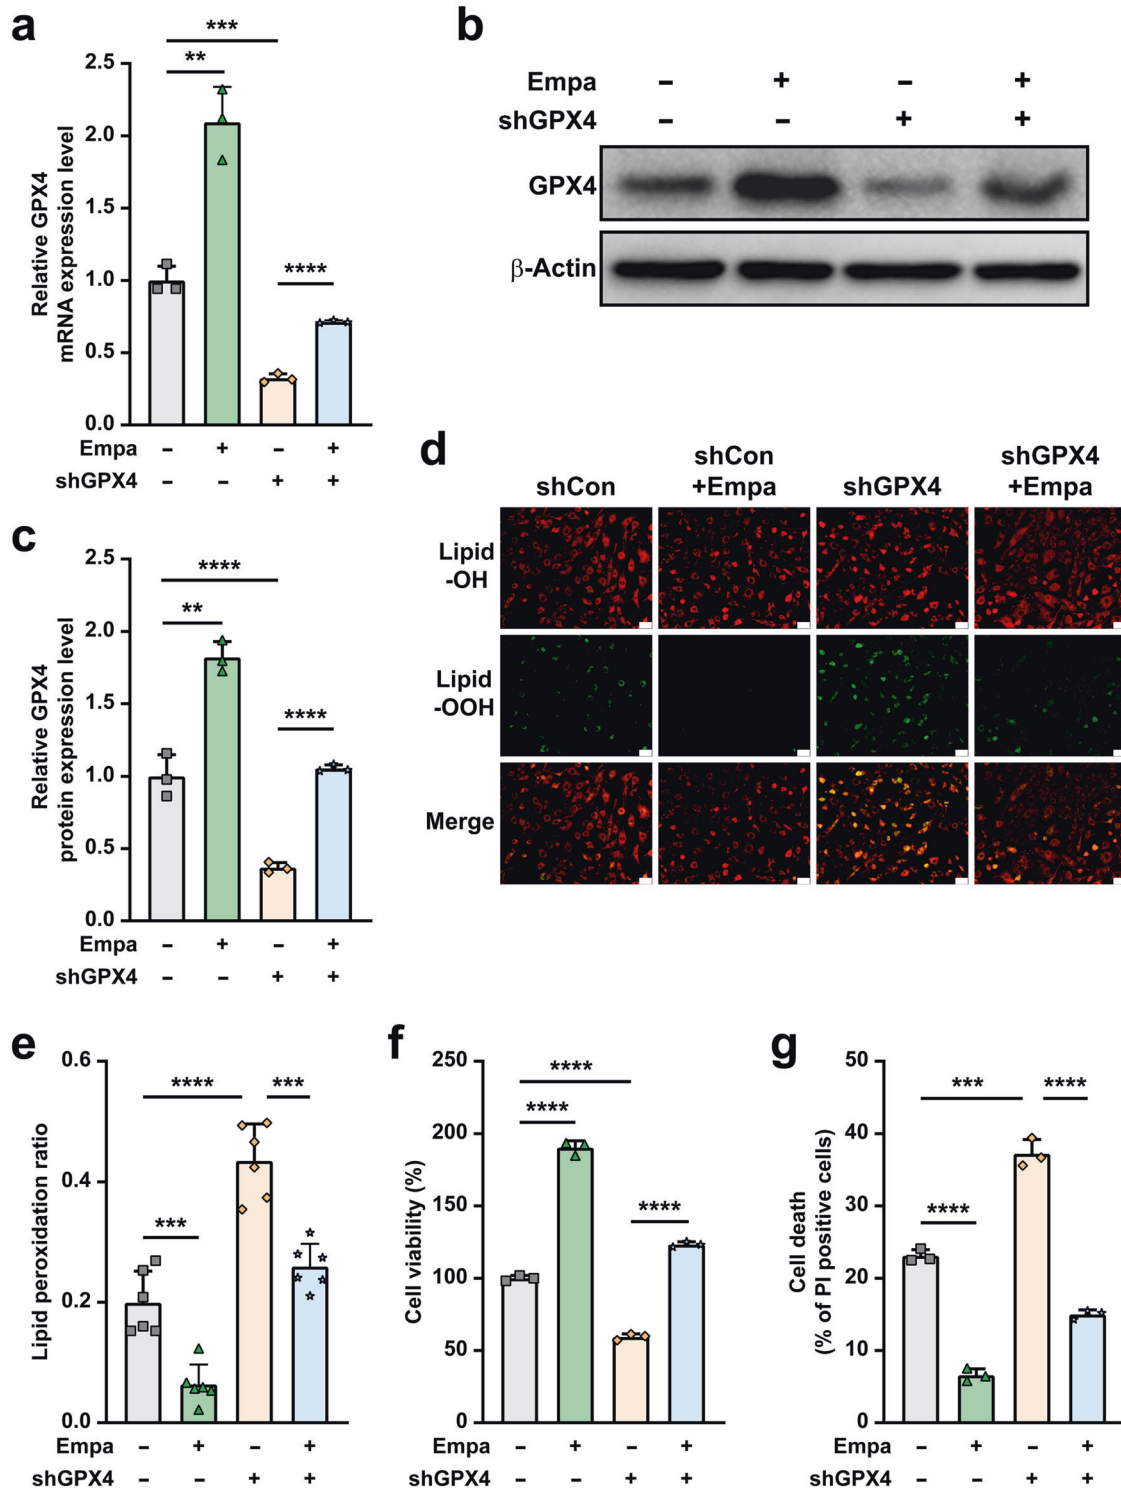 a
Relative GPX4
mRNA expression level
2.5
2.0
1.5
1.0
0.5
0.0
***
**
****
Empa – + – +
shGPX4 – – + +
b
Empa – + – +
shGPX4 – – + +
GPX4
β-Actin
c
Relative GPX4
protein expression level
2.5
2.0
1.5
1.0
0.5
0.0
****
**
****
Empa – + – +
shGPX4 – – + +
d
shCon
shCon
+Empa
shGPX4
shGPX4
+Empa
Lipid
-OH
Lipid
-OOH
Merge
e
Lipid peroxidation ratio
0.6
0.4
0.2
0.0
**** ***
***
Empa – + – +
shGPX4 – – + +
f
Cell viability (%)
250
200
150
100
50
0
****
****
****
Empa – + – +
shGPX4 – – + +
g
Cell death
(% of PI positive cells)
50
40
30
20
10
0
*** ****
****
Empa – + – +
shGPX4 – – + +